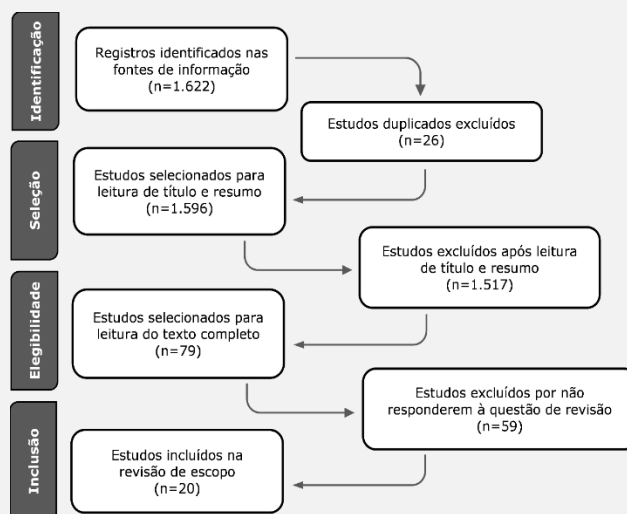 Identificação
Registros identificados nas
fontes de informação
(n=1.622)
Estudos duplicados excluídos
(n=26)
Seleção
Estudos selecionados para
leitura de título e resumo
(n=1.596)
Estudos excluídos após leitura
de título e resumo
(n=1.517)
Elegibilidade
Estudos selecionados para
leitura do texto completo
(n=79)
Estudos excluídos por não
responderem à questão de revisão
(n=59)
Inclusão
Estudos incluídos na
revisão de escopo
(n=20)